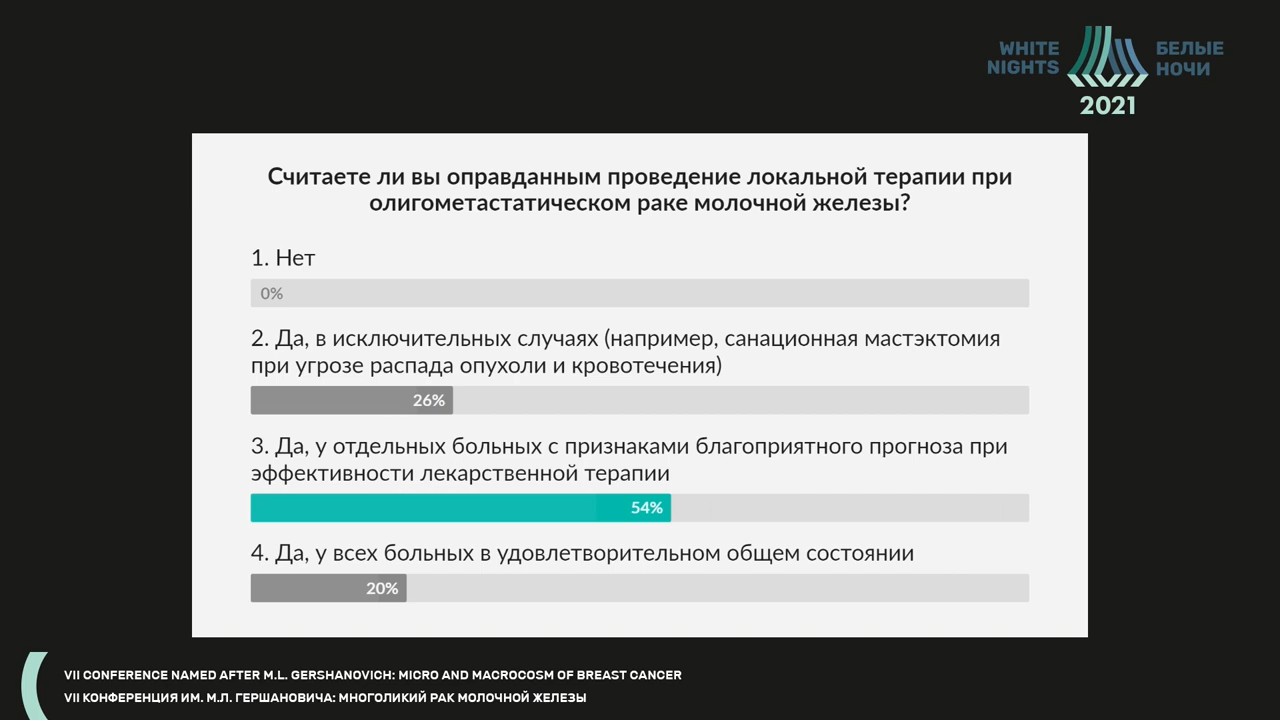 WHITE NIGHTS
БЕЛЫЕ НОЧИ
2021
Считаете ли вы оправданным проведение локальной терапии при
олигометастатическом раке молочной железы?
1. Нет
0%
2. Да, в исключительных случаях (например, санационная мастэктомия
при угрозе распада опухоли и кровотечения)
26%
3. Да, у отдельных больных с признаками благоприятного прогноза при
эффективности лекарственной терапии
54%
4. Да, у всех больных в удовлетворительном общем состоянии
20%
VII CONFERENCE NAMED AFTER M.L. GERSHANOVICH: MICRO AND MACROCOSM OF BREAST CANCER
VII КОНФЕРЕНЦИЯ ИМ. М.Л. ГЕРШАНОВИЧА: МНОГОЛИКИЙ РАК МОЛОЧНОЙ ЖЕЛЕЗЫ